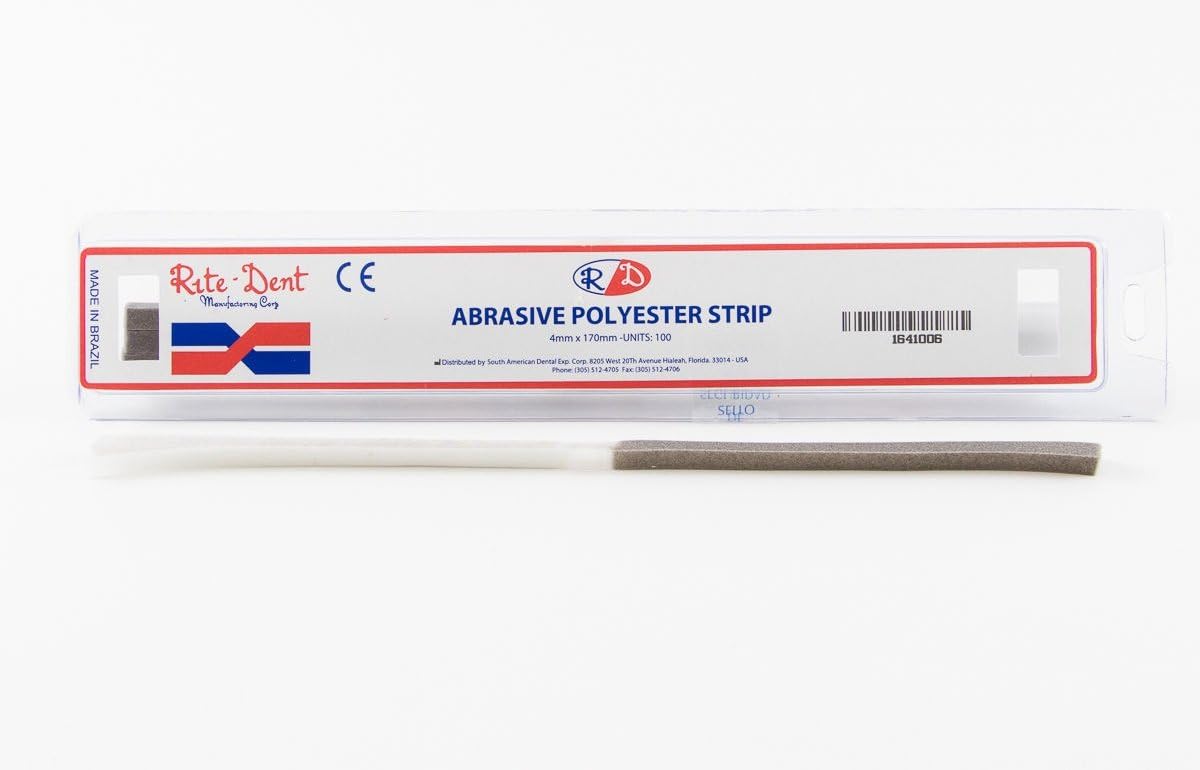 MADE IN BRAZIL
Rite-Dent
Manufacturing Corp
CE
RD
ABRASIVE POLYESTER STRIP
4mm x 170mm -UNITS: 100
Distributed by South American Dental Exp. Corp. 8205 West 20Th Avenue Hialeah, Florida. 33014 - USA
Phone: (305) 512-4705 Fax: (305) 512-4706
1641006
SELLO
DE